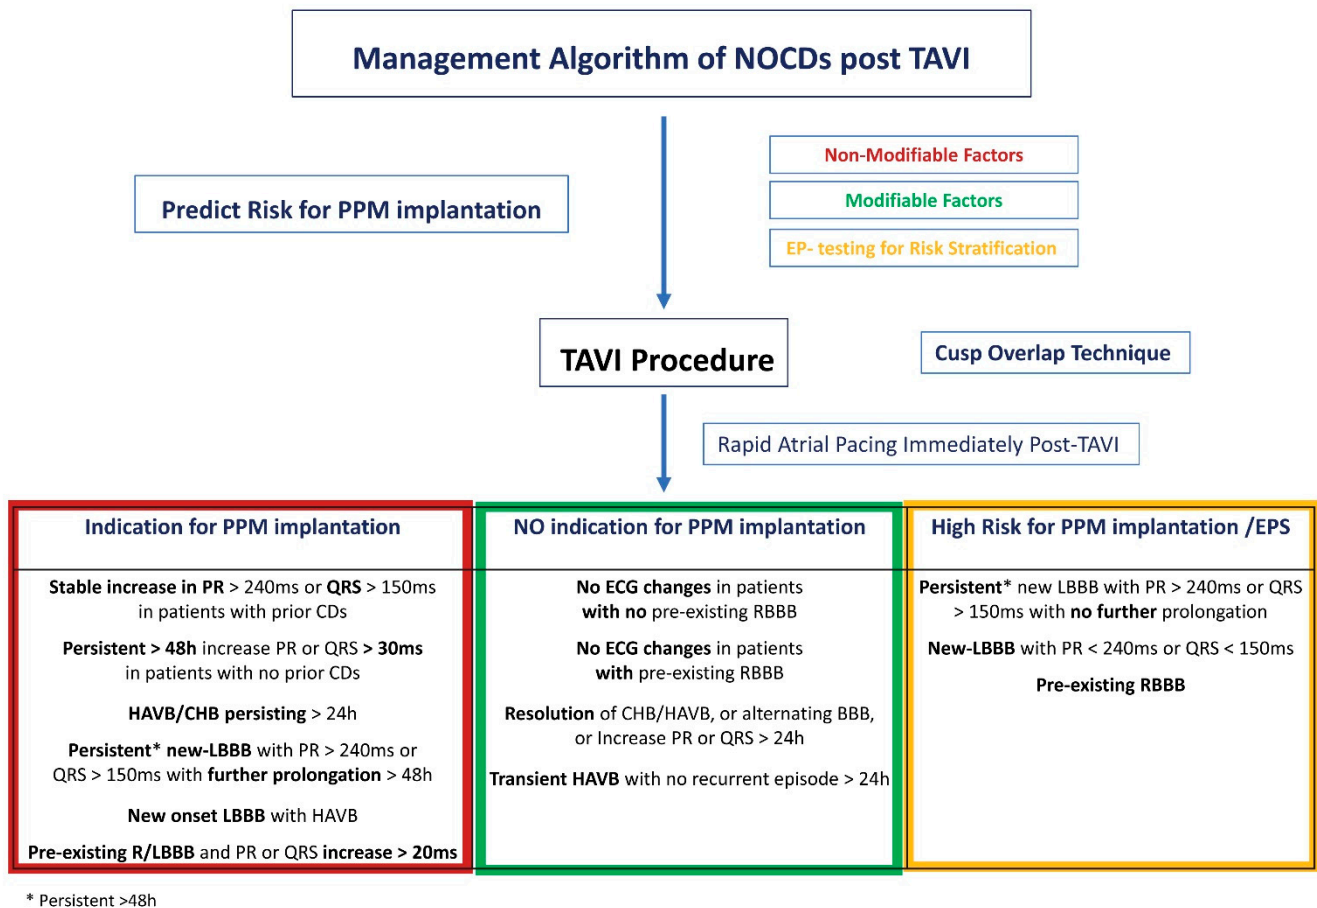 Management Algorithm of NOCDs post TAVI
Non-Modifiable Factors
Predict Risk for PPM implantation
Modifiable Factors
EP- testing for Risk Stratification
TAVI Procedure
Cusp Overlap Technique
Rapid Atrial Pacing Immediately Post-TAVI
Indication for PPM implantation
Stable increase in PR > 240ms or QRS > 150ms
in patients with prior CDs
Persistent > 48h increase PR or QRS > 30ms
in patients with no prior CDs
HAVB/CHB persisting > 24h
Persistent* new-LBBB with PR > 240ms or
QRS > 150ms with further prolongation > 48h
New onset LBBB with HAVB
Pre-existing R/LBBB and PR or QRS increase > 20ms
NO indication for PPM implantation
No ECG changes in patients
with no pre-existing RBBB
No ECG changes in patients
with pre-existing RBBB
Resolution of CHB/HAVB, or alternating BBB,
or Increase PR or QRS > 24h
Transient HAVB with no recurrent episode > 24h
High Risk for PPM implantation /EPS
Persistent* new LBBB with PR > 240ms or QRS
> 150ms with no further prolongation
New-LBBB with PR < 240ms or QRS < 150ms
Pre-existing RBBB
* Persistent >48h